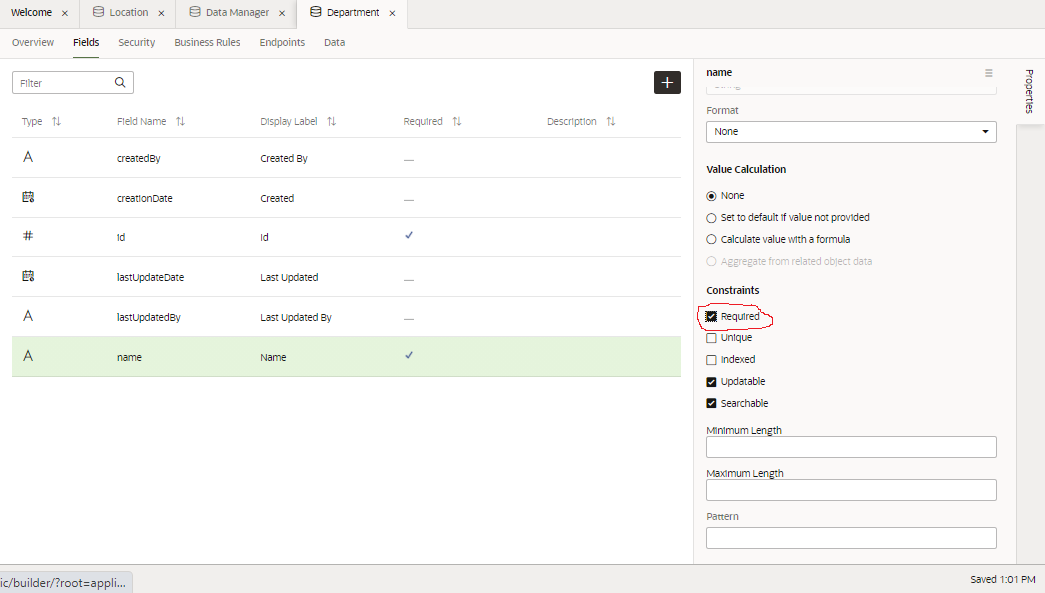 Welcome × Location × Data Manager × Department ×
Overview Fields Security Business Rules Endpoints Data
Filter
+
Type Field Name Display Label Required Description
A createdBy Created By —
creationDate Created —
# id Id ✓
lastUpdateDate Last Updated —
A lastUpdatedBy Last Updated By —
A name Name ✓
name
Properties
String
Format
None
Value Calculation
None
Set to default if value not provided
Calculate value with a formula
Aggregate from related object data
Constraints
Required
Unique
Indexed
Updatable
Searchable
Minimum Length
Maximum Length
Pattern
ic/builder/?root=appli...
Saved 1:01 PM